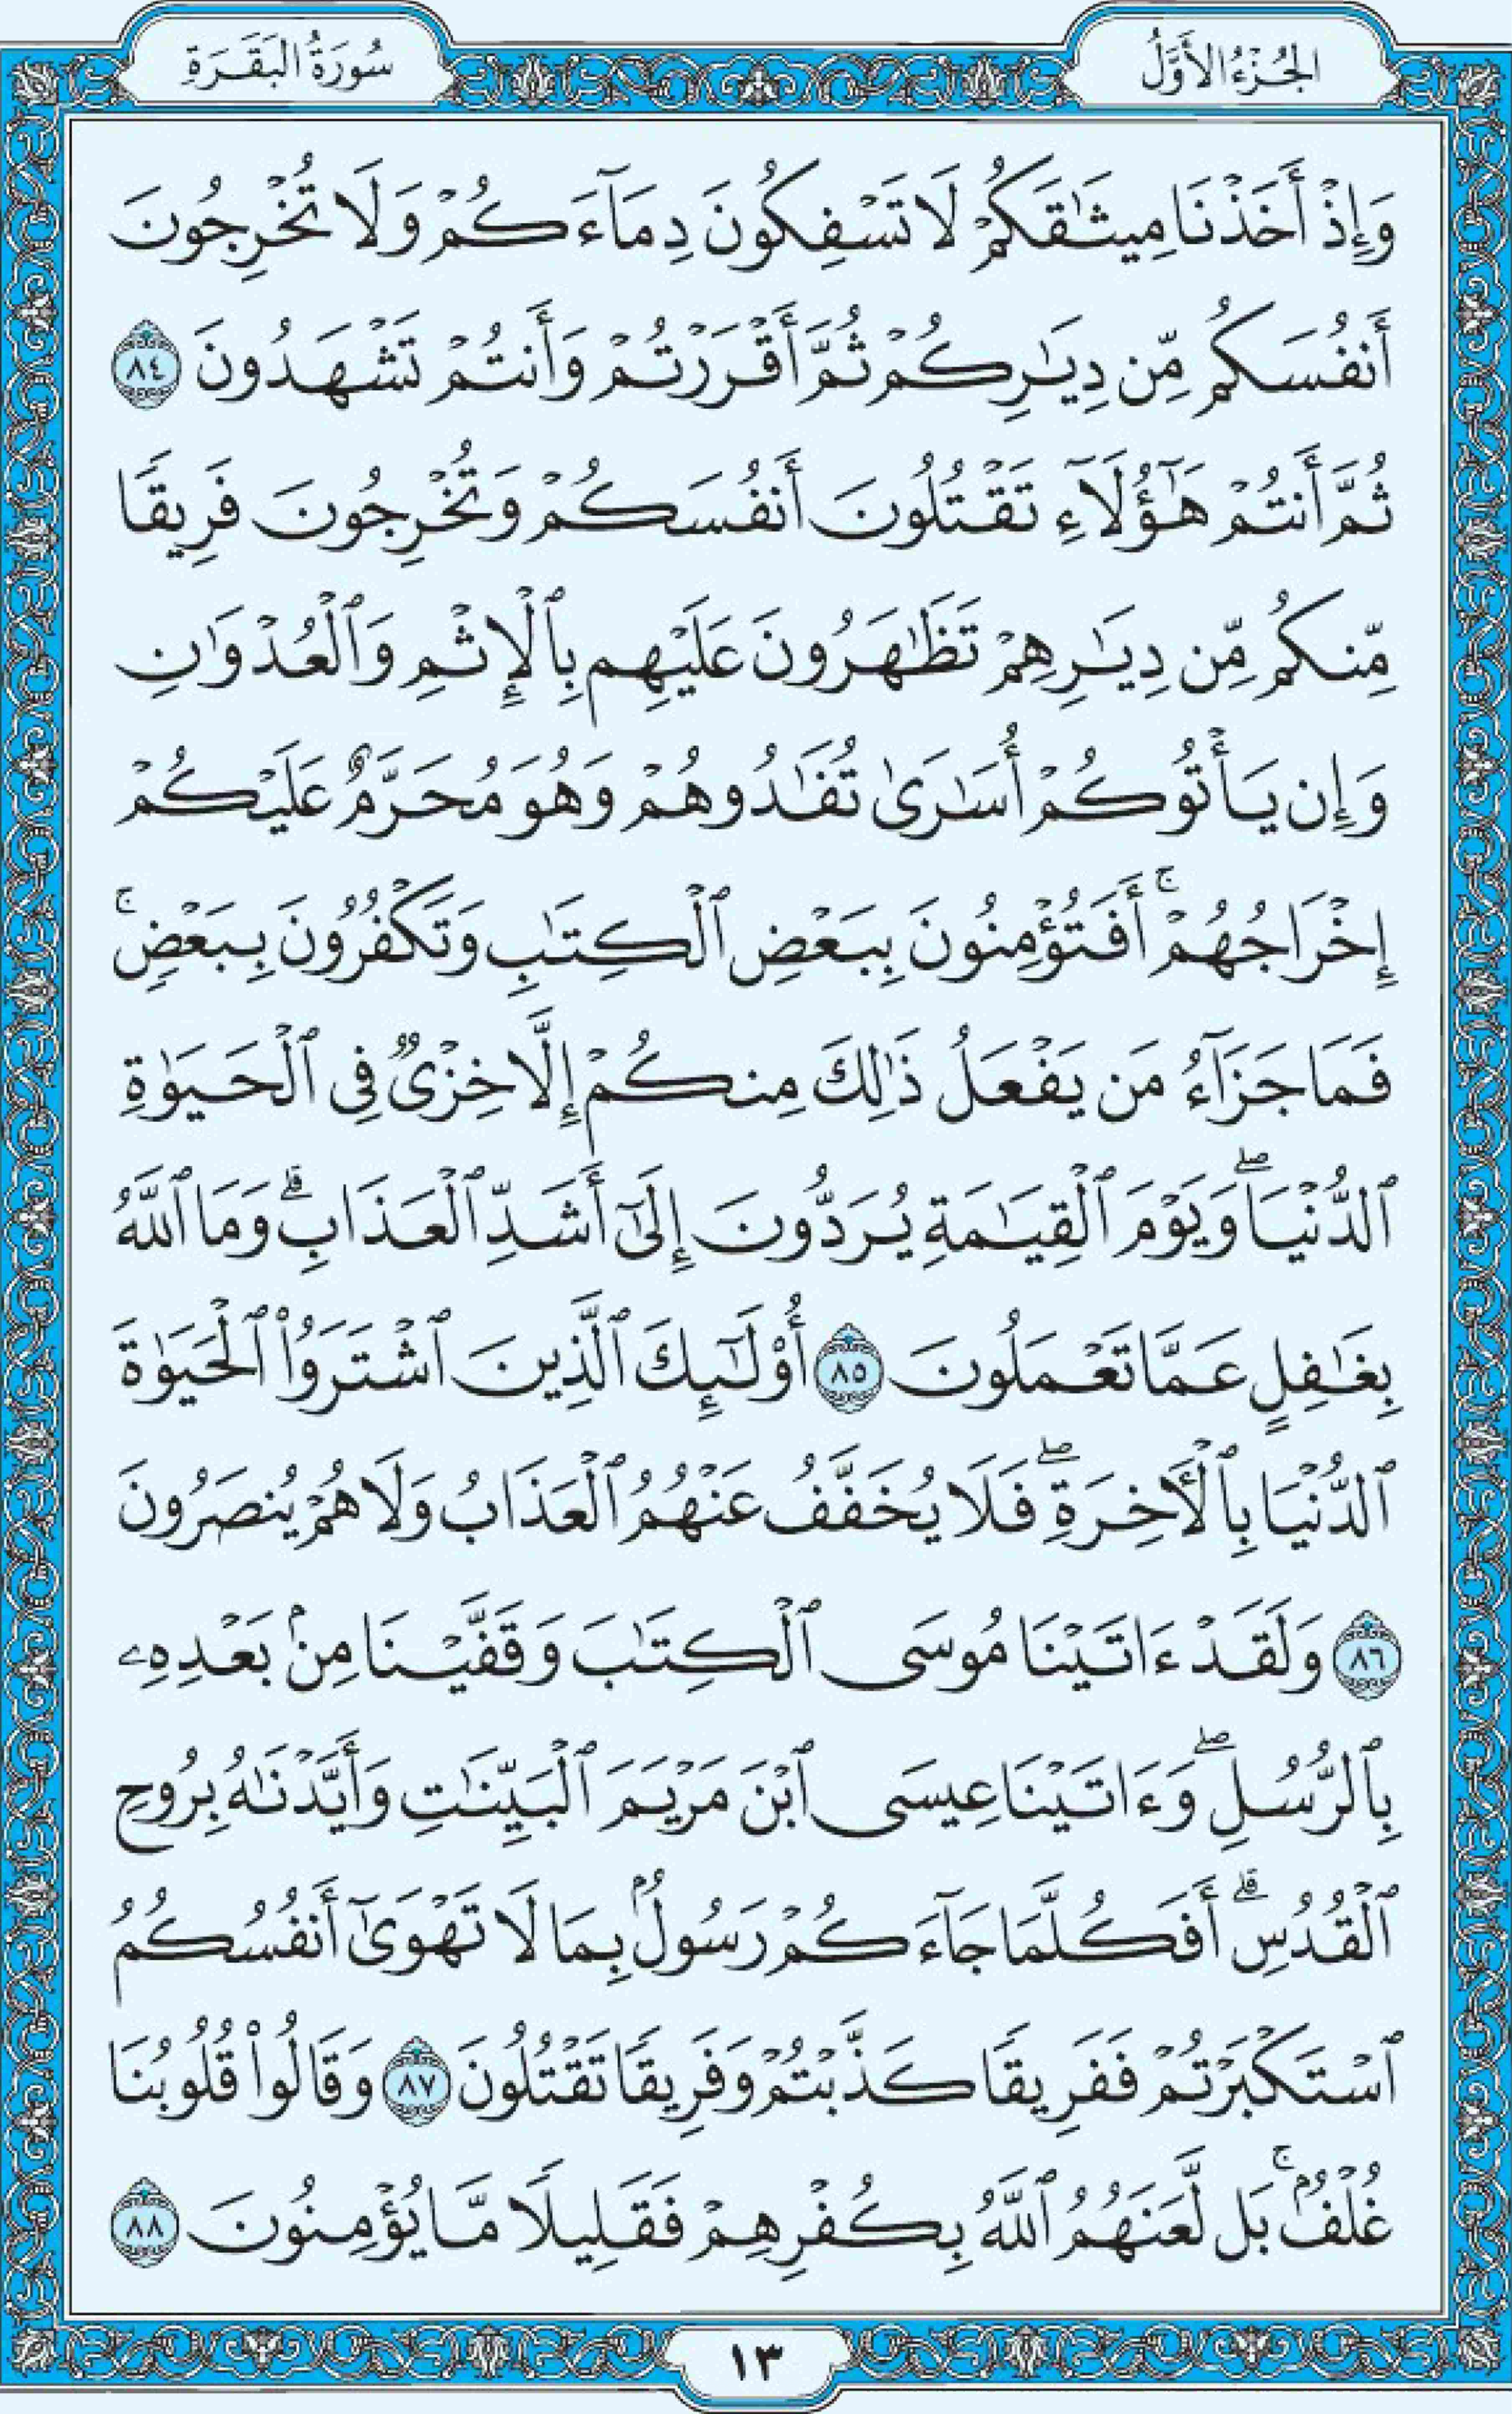 الجُزْءُ الأَوَّلُ
سُورَةُ البَقَرَةِ
وَإِذْ أَخَذْنَا مِيثَٰقَكُمْ لَا تَسْفِكُونَ دِمَآءَكُمْ وَلَا تُخْرِجُونَ
أَنفُسَكُم مِّن دِيَٰرِكُمْ ثُمَّ أَقْرَرْتُمْ وَأَنتُمْ تَشْهَدُونَ ٨٤
ثُمَّ أَنتُمْ هَٰٓؤُلَآءِ تَقْتُلُونَ أَنفُسَكُمْ وَتُخْرِجُونَ فَرِيقًا
مِّنكُم مِّن دِيَٰرِهِمْ تَظَٰهَرُونَ عَلَيْهِم بِٱلْإِثْمِ وَٱلْعُدْوَٰنِ
وَإِن يَأْتُوكُمْ أُسَٰرَىٰ تُفَٰدُوهُمْ وَهُوَ مُحَرَّمٌ عَلَيْكُمْ
إِخْرَاجُهُمْ ۚ أَفَتُؤْمِنُونَ بِبَعْضِ ٱلْكِتَٰبِ وَتَكْفُرُونَ بِبَعْضٍ ۚ
فَمَا جَزَآءُ مَن يَفْعَلُ ذَٰلِكَ مِنكُمْ إِلَّا خِزْىٌ فِى ٱلْحَيَوٰةِ
ٱلدُّنْيَا ۖ وَيَوْمَ ٱلْقِيَٰمَةِ يُرَدُّونَ إِلَىٰٓ أَشَدِّ ٱلْعَذَابِ ۗ وَمَا ٱللَّهُ
بِغَٰفِلٍ عَمَّا تَعْمَلُونَ ٨٥ أُو۟لَٰٓئِكَ ٱلَّذِينَ ٱشْتَرَوُا۟ ٱلْحَيَوٰةَ
ٱلدُّنْيَا بِٱلْـَٔاخِرَةِ ۖ فَلَا يُخَفَّفُ عَنْهُمُ ٱلْعَذَابُ وَلَا هُمْ يُنصَرُونَ
٨٦ وَلَقَدْ ءَاتَيْنَا مُوسَى ٱلْكِتَٰبَ وَقَفَّيْنَا مِنۢ بَعْدِهِۦ
بِٱلرُّسُلِ ۖ وَءَاتَيْنَا عِيسَى ٱبْنَ مَرْيَمَ ٱلْبَيِّنَٰتِ وَأَيَّدْنَٰهُ بِرُوحِ
ٱلْقُدُسِ ۗ أَفَكُلَّمَا جَآءَكُمْ رَسُولٌۢ بِمَا لَا تَهْوَىٰٓ أَنفُسُكُمُ
ٱسْتَكْبَرْتُمْ فَفَرِيقًا كَذَّبْتُمْ وَفَرِيقًا تَقْتُلُونَ ٨٧ وَقَالُوا۟ قُلُوبُنَا
غُلْفٌۢ ۚ بَل لَّعَنَهُمُ ٱللَّهُ بِكُفْرِهِمْ فَقَلِيلًا مَّا يُؤْمِنُونَ ٨٨
١٣